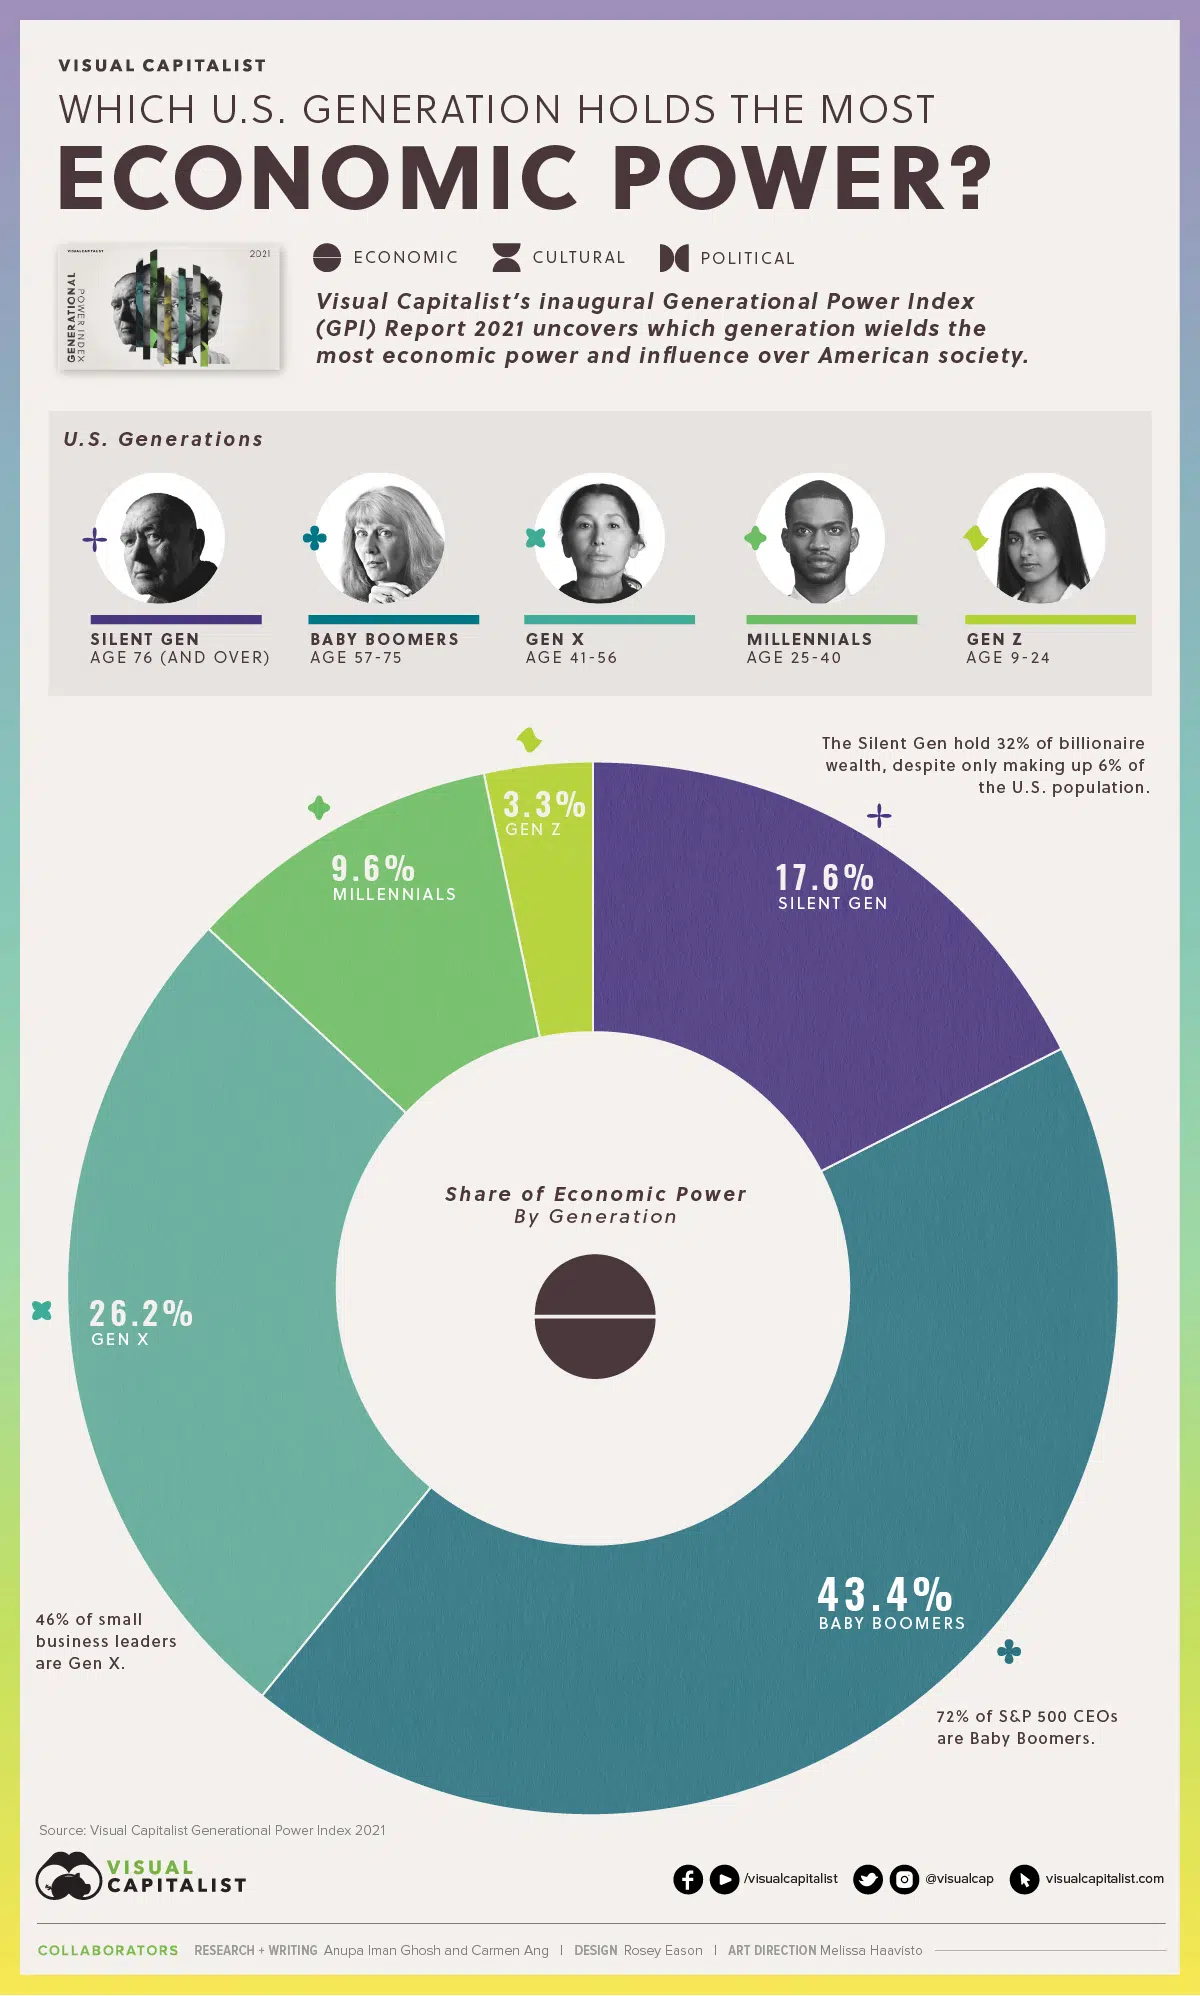 VISUAL CAPITALIST
WHICH U.S. GENERATION HOLDS THE MOST
ECONOMIC POWER?
VISUALCAPITALIST
2021
GENERATIONAL
POWER INDEX
ECONOMIC
CULTURAL
POLITICAL
Visual Capitalist's inaugural Generational Power Index
(GPI) Report 2021 uncovers which generation wields the
most economic power and influence over American society.
U.S. Generations
SILENT GEN
AGE 76 (AND OVER)
BABY BOOMERS
AGE 57-75
GEN X
AGE 41-56
MILLENNIALS
AGE 25-40
GEN Z
AGE 9-24
The Silent Gen hold 32% of billionaire
wealth, despite only making up 6% of
the U.S. population.
3.3%
GEN Z
9.6%
MILLENNIALS
17.6%
SILENT GEN
Share of Economic Power
By Generation
26.2%
GEN X
43.4%
BABY BOOMERS
46% of small
business leaders
are Gen X.
72% of S&P 500 CEOs
are Baby Boomers.
Source: Visual Capitalist Generational Power Index 2021
VISUAL
CAPITALIST
/visualcapitalist
@visualcap
visualcapitalist.com
COLLABORATORS RESEARCH + WRITING Anupa Iman Ghosh and Carmen Ang | DESIGN Rosey Eason | ART DIRECTION Melissa Haavisto